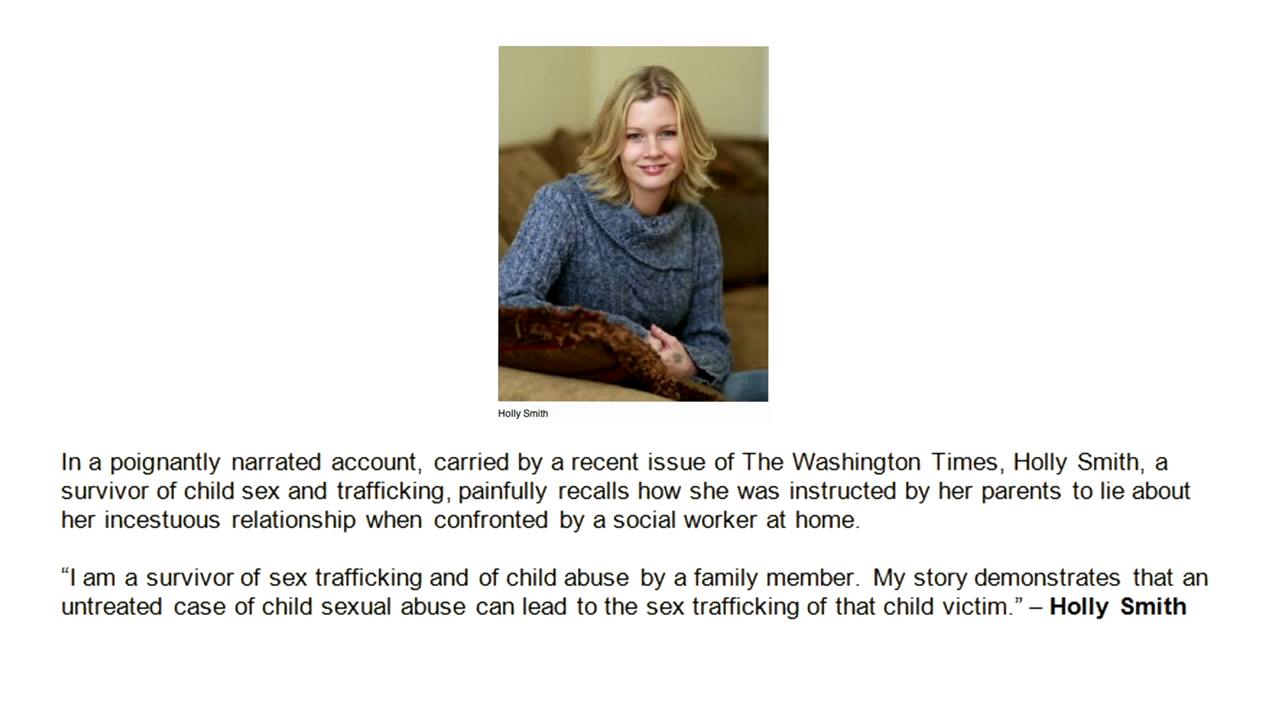 Holly Smith
In a poignantly narrated account, carried by a recent issue of The Washington Times, Holly Smith, a
survivor of child sex and trafficking, painfully recalls how she was instructed by her parents to lie about
her incestuous relationship when confronted by a social worker at home.
“I am a survivor of sex trafficking and of child abuse by a family member. My story demonstrates that an
untreated case of child sexual abuse can lead to the sex trafficking of that child victim.” – Holly Smith